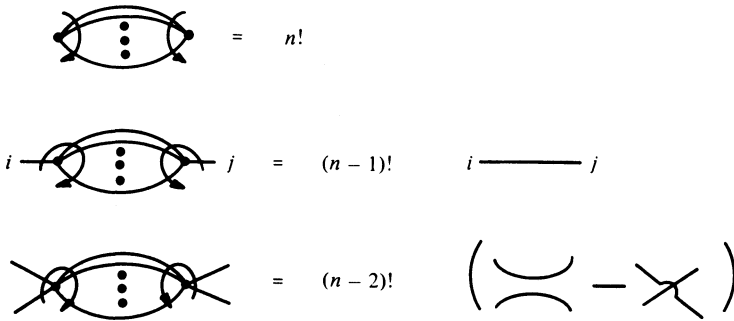 = n!
i j = (n − 1)! i j
= (n − 2)! ( − )